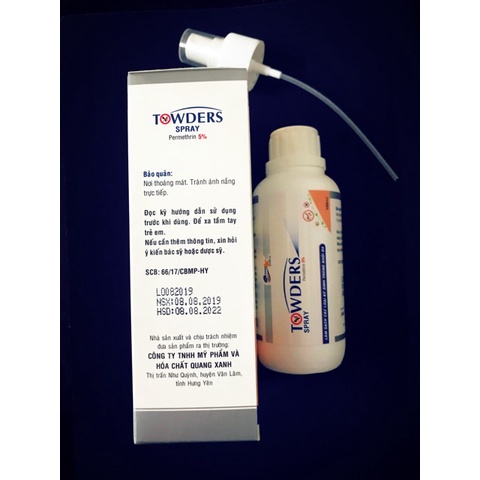 TOWDERS
SPRAY
Permethrin 5%
Bảo quản:
Nơi thoáng mát. Tránh ánh nắng
trực tiếp.
Đọc kỹ hướng dẫn sử dụng
trước khi dùng. Để xa tầm tay
trẻ em.
Nếu cần thêm thông tin, xin hỏi
ý kiến bác sỹ hoặc dược sỹ.
SCB: 66/17/CBMP-HY
LO082019
NSX:08.08.2019
HSD:08.08.2022
Nhà sản xuất và chịu trách nhiệm
đưa sản phẩm ra thị trường:
CÔNG TY TNHH MỸ PHẨM VÀ
HÓA CHẤT QUANG XANH
Thị trấn Như Quỳnh, huyện Văn Lâm,
tỉnh Hưng Yên
TOWDERS
SPRAY
Permethrin 5%